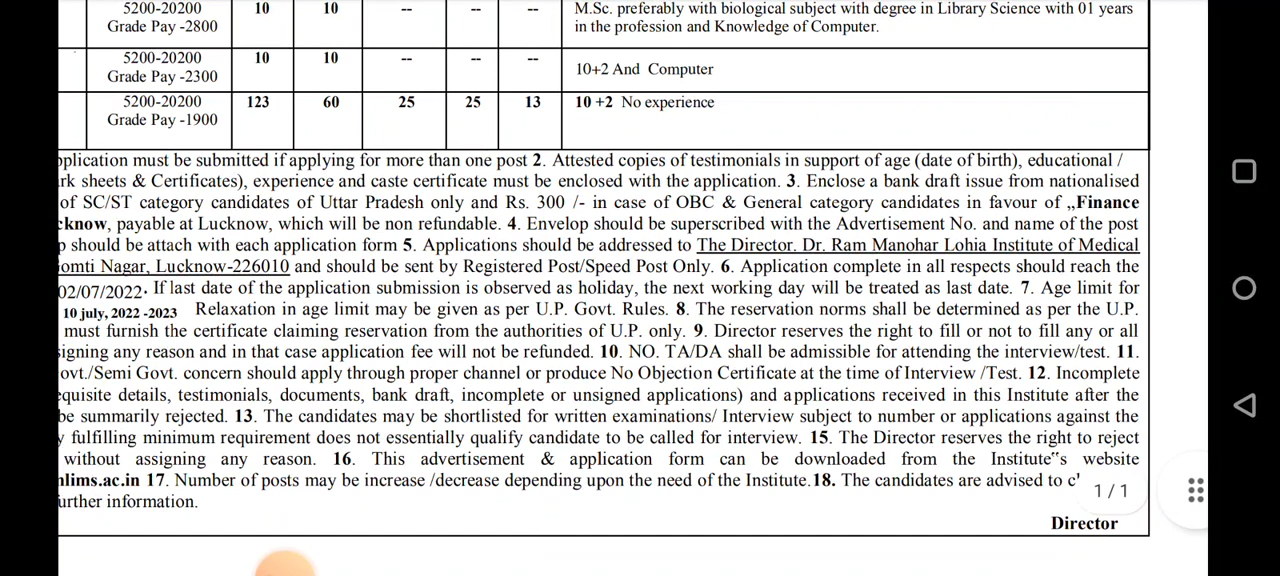 5200-20200 10 10 -- -- -- M.Sc. preferably with biological subject with degree in Library Science with 01 years
Grade Pay -2800 in the profession and Knowledge of Computer.
5200-20200 10 10 -- -- --
Grade Pay -2300 10+2 And Computer
5200-20200 123 60 25 25 13 10 +2 No experience
Grade Pay -1900
pplication must be submitted if applying for more than one post 2. Attested copies of testimonials in support of age (date of birth), educational /
rk sheets & Certificates), experience and caste certificate must be enclosed with the application. 3. Enclose a bank draft issue from nationalised
of SC/ST category candidates of Uttar Pradesh only and Rs. 300 /- in case of OBC & General category candidates in favour of „Finance
cknow, payable at Lucknow, which will be non refundable. 4. Envelop should be superscribed with the Advertisement No. and name of the post
p should be attach with each application form 5. Applications should be addressed to The Director. Dr. Ram Manohar Lohia Institute of Medical
omti Nagar, Lucknow-226010 and should be sent by Registered Post/Speed Post Only. 6. Application complete in all respects should reach the
02/07/2022. If last date of the application submission is observed as holiday, the next working day will be treated as last date. 7. Age limit for
10 july, 2022 -2023 Relaxation in age limit may be given as per U.P. Govt. Rules. 8. The reservation norms shall be determined as per the U.P.
must furnish the certificate claiming reservation from the authorities of U.P. only. 9. Director reserves the right to fill or not to fill any or all
signing any reason and in that case application fee will not be refunded. 10. NO. TA/DA shall be admissible for attending the interview/test. 11.
ovt./Semi Govt. concern should apply through proper channel or produce No Objection Certificate at the time of Interview /Test. 12. Incomplete
equisite details, testimonials, documents, bank draft, incomplete or unsigned applications) and applications received in this Institute after the
be summarily rejected. 13. The candidates may be shortlisted for written examinations/ Interview subject to number or applications against the
y fulfilling minimum requirement does not essentially qualify candidate to be called for interview. 15. The Director reserves the right to reject
without assigning any reason. 16. This advertisement & application form can be downloaded from the Institute‟s website
mlims.ac.in 17. Number of posts may be increase /decrease depending upon the need of the Institute.18. The candidates are advised to c
urther information.
1 / 1
Director